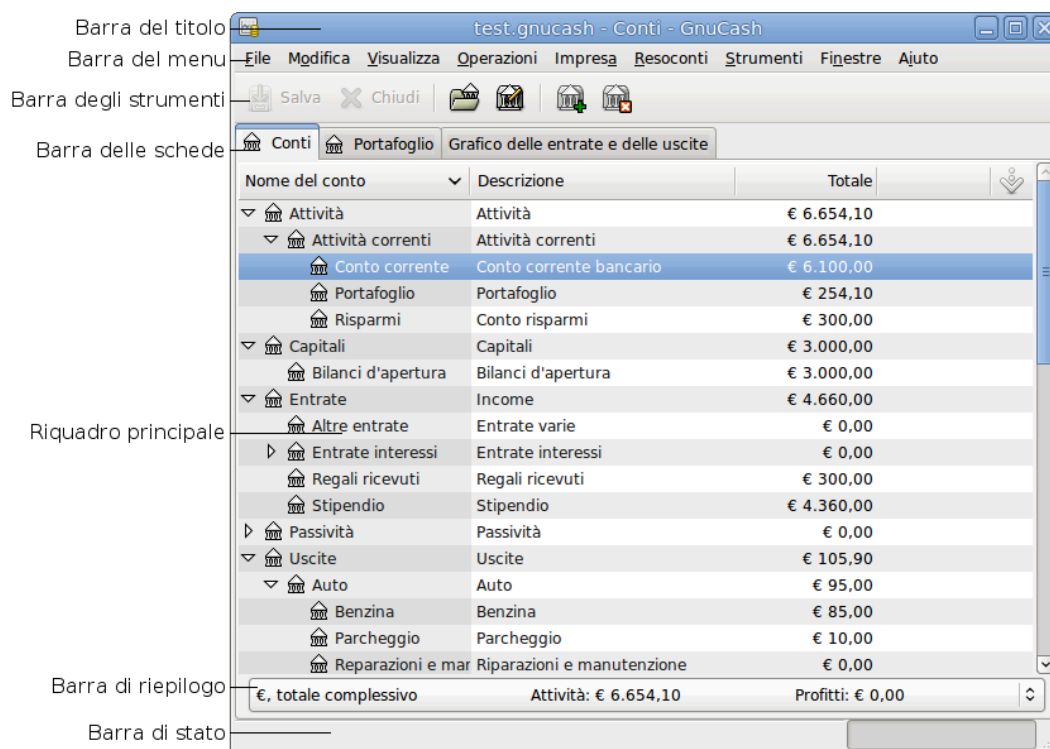 Barra del titolo
test.gnucash - Conti - GnuCash
Barra del menu
File Modifica Visualizza Operazioni Impresa Resoconti Strumenti Finestre Aiuto
Barra degli strumenti
Salva Chiudi
Barra delle schede
Conti Portafoglio Grafico delle entrate e delle uscite
Nome del conto Descrizione Totale
Attività Attività € 6.654,10
Attività correnti Attività correnti € 6.654,10
Conto corrente Conto corrente bancario € 6.100,00
Portafoglio Portafoglio € 254,10
Risparmi Conto risparmi € 300,00
Capitali Capitali € 3.000,00
Bilanci d'apertura Bilanci d'apertura € 3.000,00
Entrate Income € 4.660,00
Riquadro principale
Altre entrate Entrate varie € 0,00
Entrate interessi Entrate interessi € 0,00
Regali ricevuti Regali ricevuti € 300,00
Stipendio Stipendio € 4.360,00
Passività Passività € 0,00
Uscite Uscite € 105,90
Auto Auto € 95,00
Benzina Benzina € 85,00
Parcheggio Parcheggio € 10,00
Reparazioni e mar Riparazioni e manutenzione € 0,00
Barra di riepilogo
€, totale complessivo Attività: € 6.654,10 Profitti: € 0,00
Barra di stato